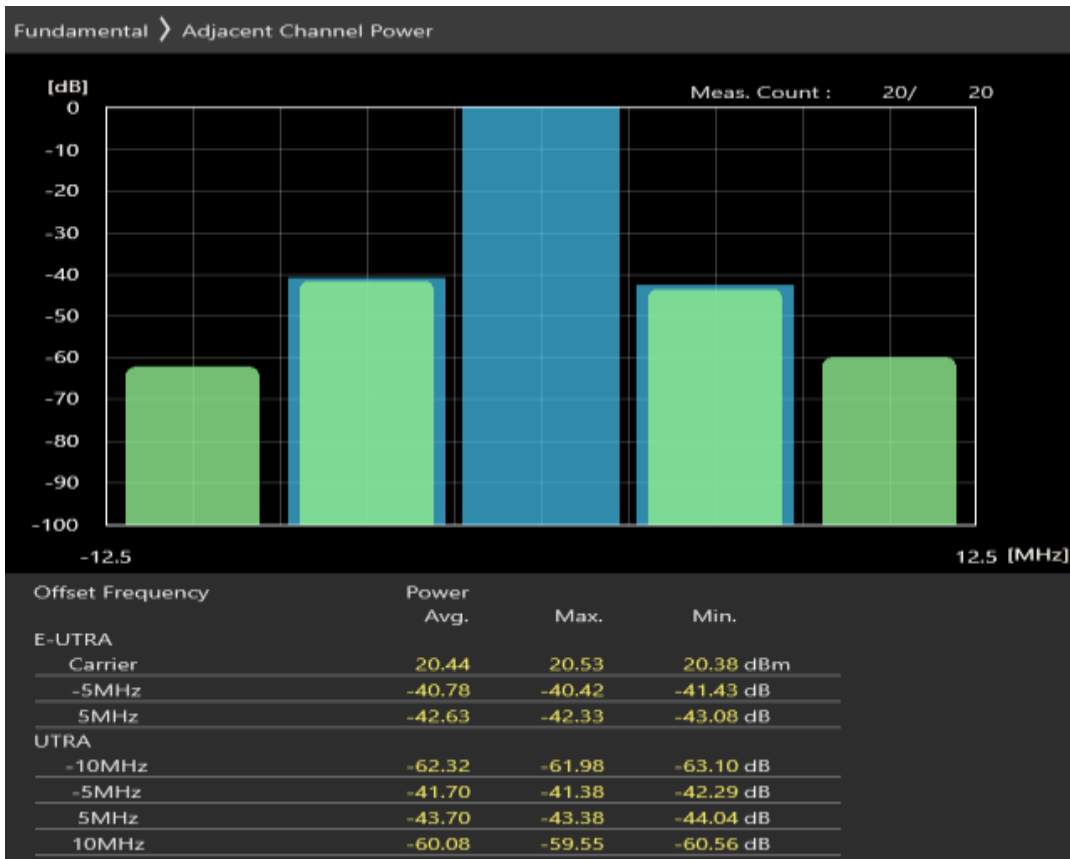 Fundamental 〉 Adjacent Channel Power
[dB]
Meas. Count : 20/ 20
0
-10
-20
-30
-40
-50
-60
-70
-80
-90
-100
-12.5 12.5 [MHz]
Offset Frequency Power
Avg. Max. Min.
E-UTRA
Carrier 20.44 20.53 20.38 dBm
-5MHz -40.78 -40.42 -41.43 dB
5MHz -42.63 -42.33 -43.08 dB
UTRA
-10MHz -62.32 -61.98 -63.10 dB
-5MHz -41.70 -41.38 -42.29 dB
5MHz -43.70 -43.38 -44.04 dB
10MHz -60.08 -59.55 -60.56 dB